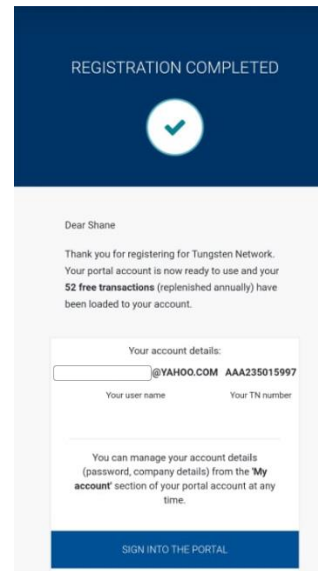 REGISTRATION COMPLETED
Dear Shane
Thank you for registering for Tungsten Network.
Your portal account is now ready to use and your
52 free transactions (replenished annually) have
been loaded to your account.
Your account details:
@YAHOO.COM AAA235015997
Your user name Your TN number
You can manage your account details
(password, company details) from the 'My
account' section of your portal account at any
time.
SIGN INTO THE PORTAL